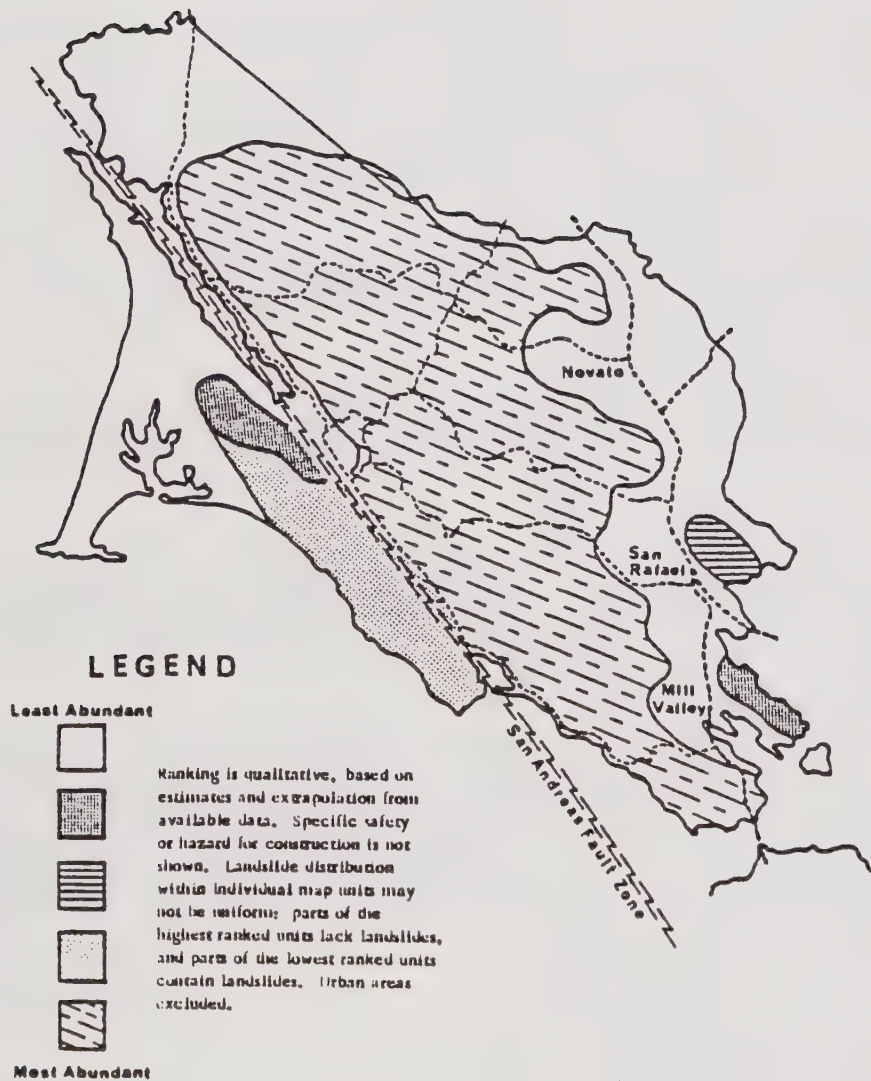 Novato
San
Rafael
LEGEND
Mill
Valley
Least Abundant
San Andreas Fault Zone
Ranking is qualitative, based on
estimates and extrapolation from
available data. Specific safety
or hazard for construction is not
shown. Landslide distribution
within individual map units may
not be uniform; parts of the
highest ranked units lack landslides,
and parts of the lowest ranked units
contain landslides. Urban areas
excluded.
Most Abundant